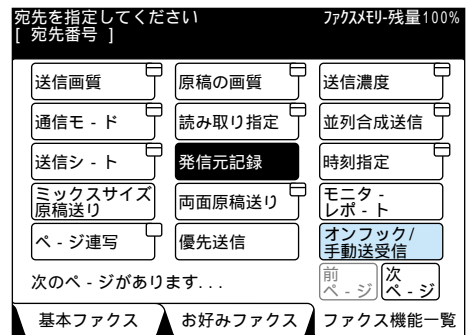 宛先を指定してください ファクスメモリー残量100%
[ 宛先番号 ]
送信画質 原稿の画質 送信濃度
通信モ-ド 読み取り指定 並列合成送信
送信シ-ト 発信元記録 時刻指定
ミックスサイズ
原稿送り
両面原稿送り
モニタ-
レポ-ト
ペ-ジ連写 優先送信
オンフック/
手動送受信
次のペ-ジがあります...
前
ペ-ジ
次
ペ-ジ
基本ファクス お好みファクス ファクス機能一覧